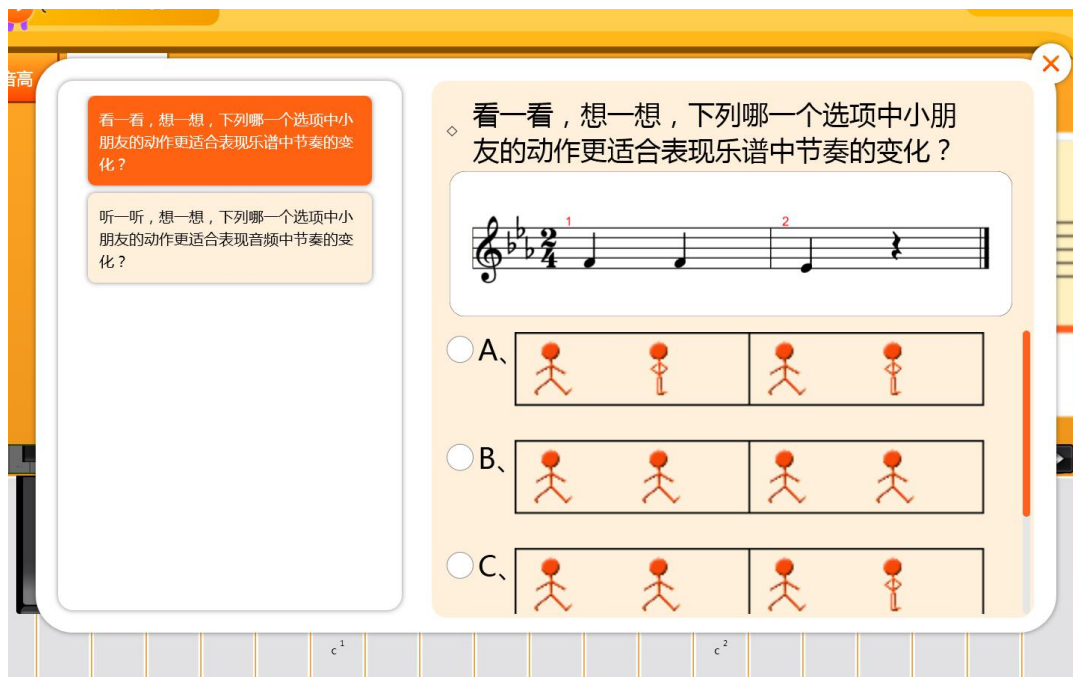 音高
看一看，想一想，下列哪一个选项中小
朋友的动作更适合表现乐谱中节奏的变
化？
听一听，想一想，下列哪一个选项中小
朋友的动作更适合表现音频中节奏的变
化？
看一看，想一想，下列哪一个选项中小朋
友的动作更适合表现乐谱中节奏的变化？
1 2
2
4
A、
B、
C、
c1 c2